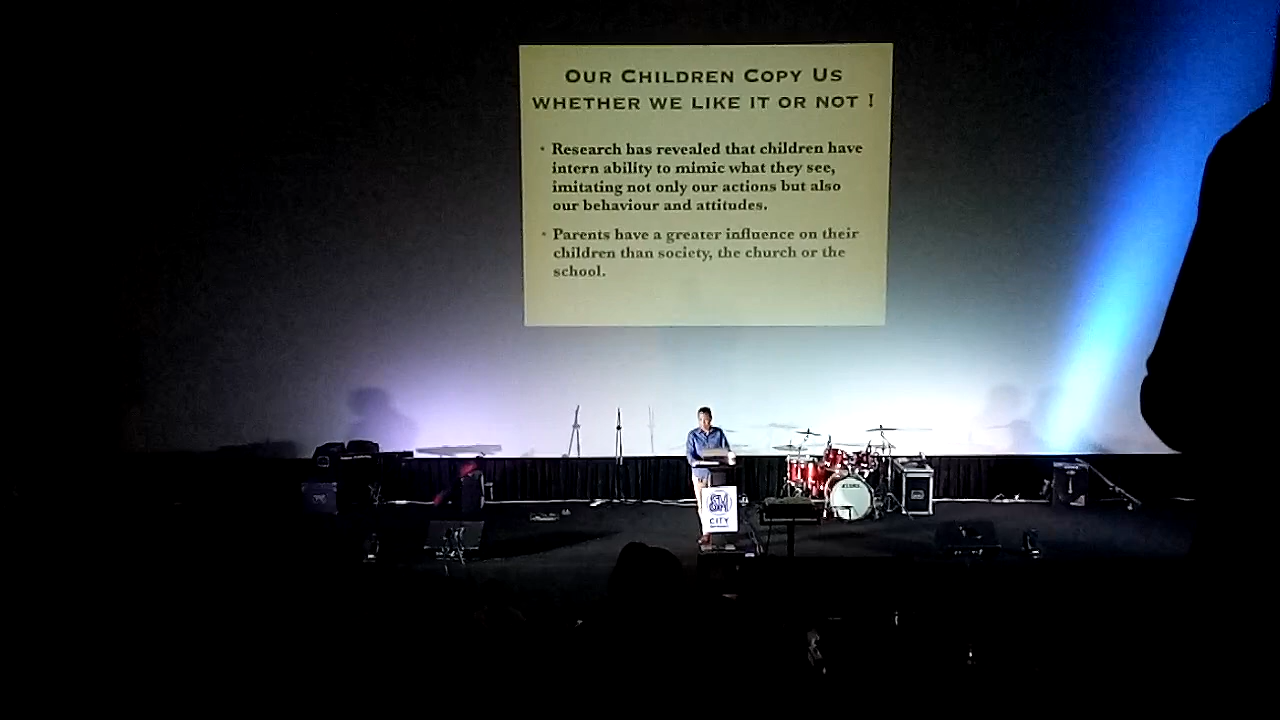 OUR CHILDREN COPY US
WHETHER WE LIKE IT OR NOT !
• Research has revealed that children have
intern ability to mimic what they see,
imitating not only our actions but also
our behaviour and attitudes.
• Parents have a greater influence on their
children than society, the church or the
school.
SM
CITY